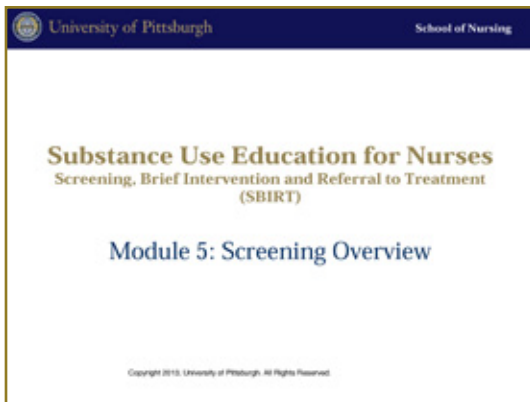 University of Pittsburgh
School of Nursing
Substance Use Education for Nurses
Screening, Brief Intervention and Referral to Treatment
(SBIRT)
Module 5: Screening Overview
Copyright 2013, University of Pittsburgh. All Rights Reserved.